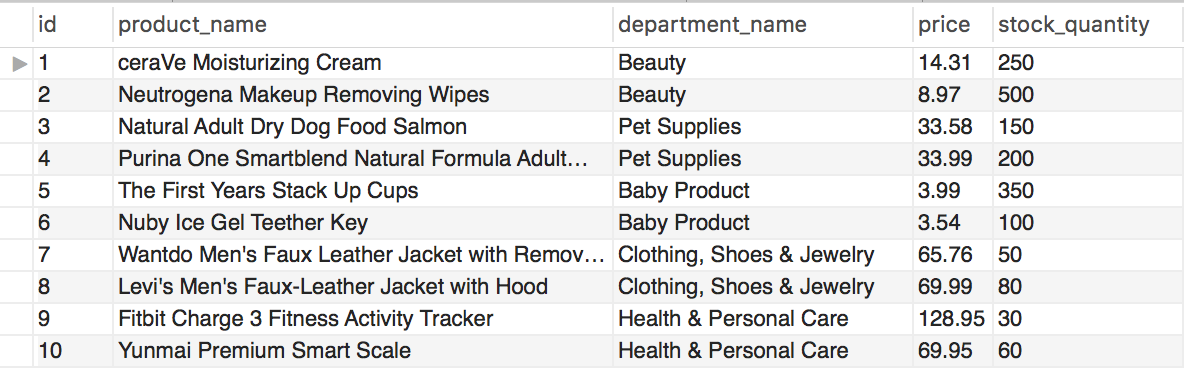 id product_name department_name price stock_quantity
1 ceraVe Moisturizing Cream Beauty 14.31 250
2 Neutrogena Makeup Removing Wipes Beauty 8.97 500
3 Natural Adult Dry Dog Food Salmon Pet Supplies 33.58 150
4 Purina One Smartblend Natural Formula Adult... Pet Supplies 33.99 200
5 The First Years Stack Up Cups Baby Product 3.99 350
6 Nuby Ice Gel Teether Key Baby Product 3.54 100
7 Wantdo Men's Faux Leather Jacket with Remov... Clothing, Shoes & Jewelry 65.76 50
8 Levi's Men's Faux-Leather Jacket with Hood Clothing, Shoes & Jewelry 69.99 80
9 Fitbit Charge 3 Fitness Activity Tracker Health & Personal Care 128.95 30
10 Yunmai Premium Smart Scale Health & Personal Care 69.95 60